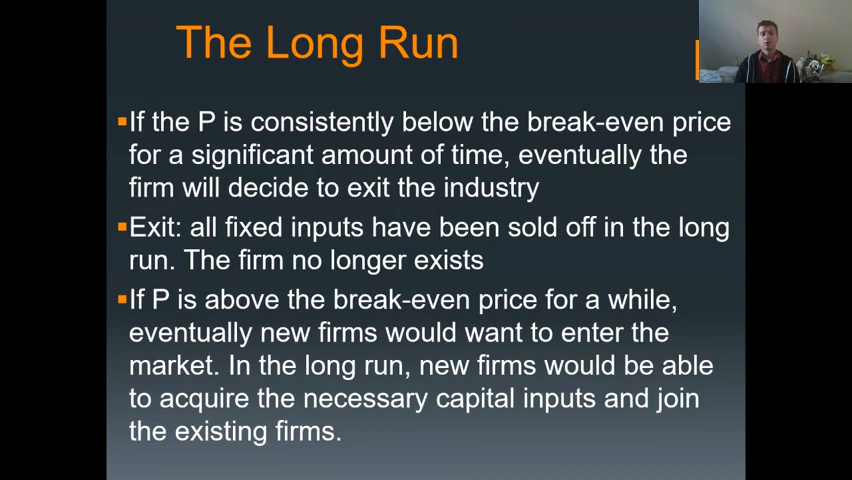 The Long Run
▪If the P is consistently below the break-even price
for a significant amount of time, eventually the
firm will decide to exit the industry
▪Exit: all fixed inputs have been sold off in the long
run. The firm no longer exists
▪If P is above the break-even price for a while,
eventually new firms would want to enter the
market. In the long run, new firms would be able
to acquire the necessary capital inputs and join
the existing firms.